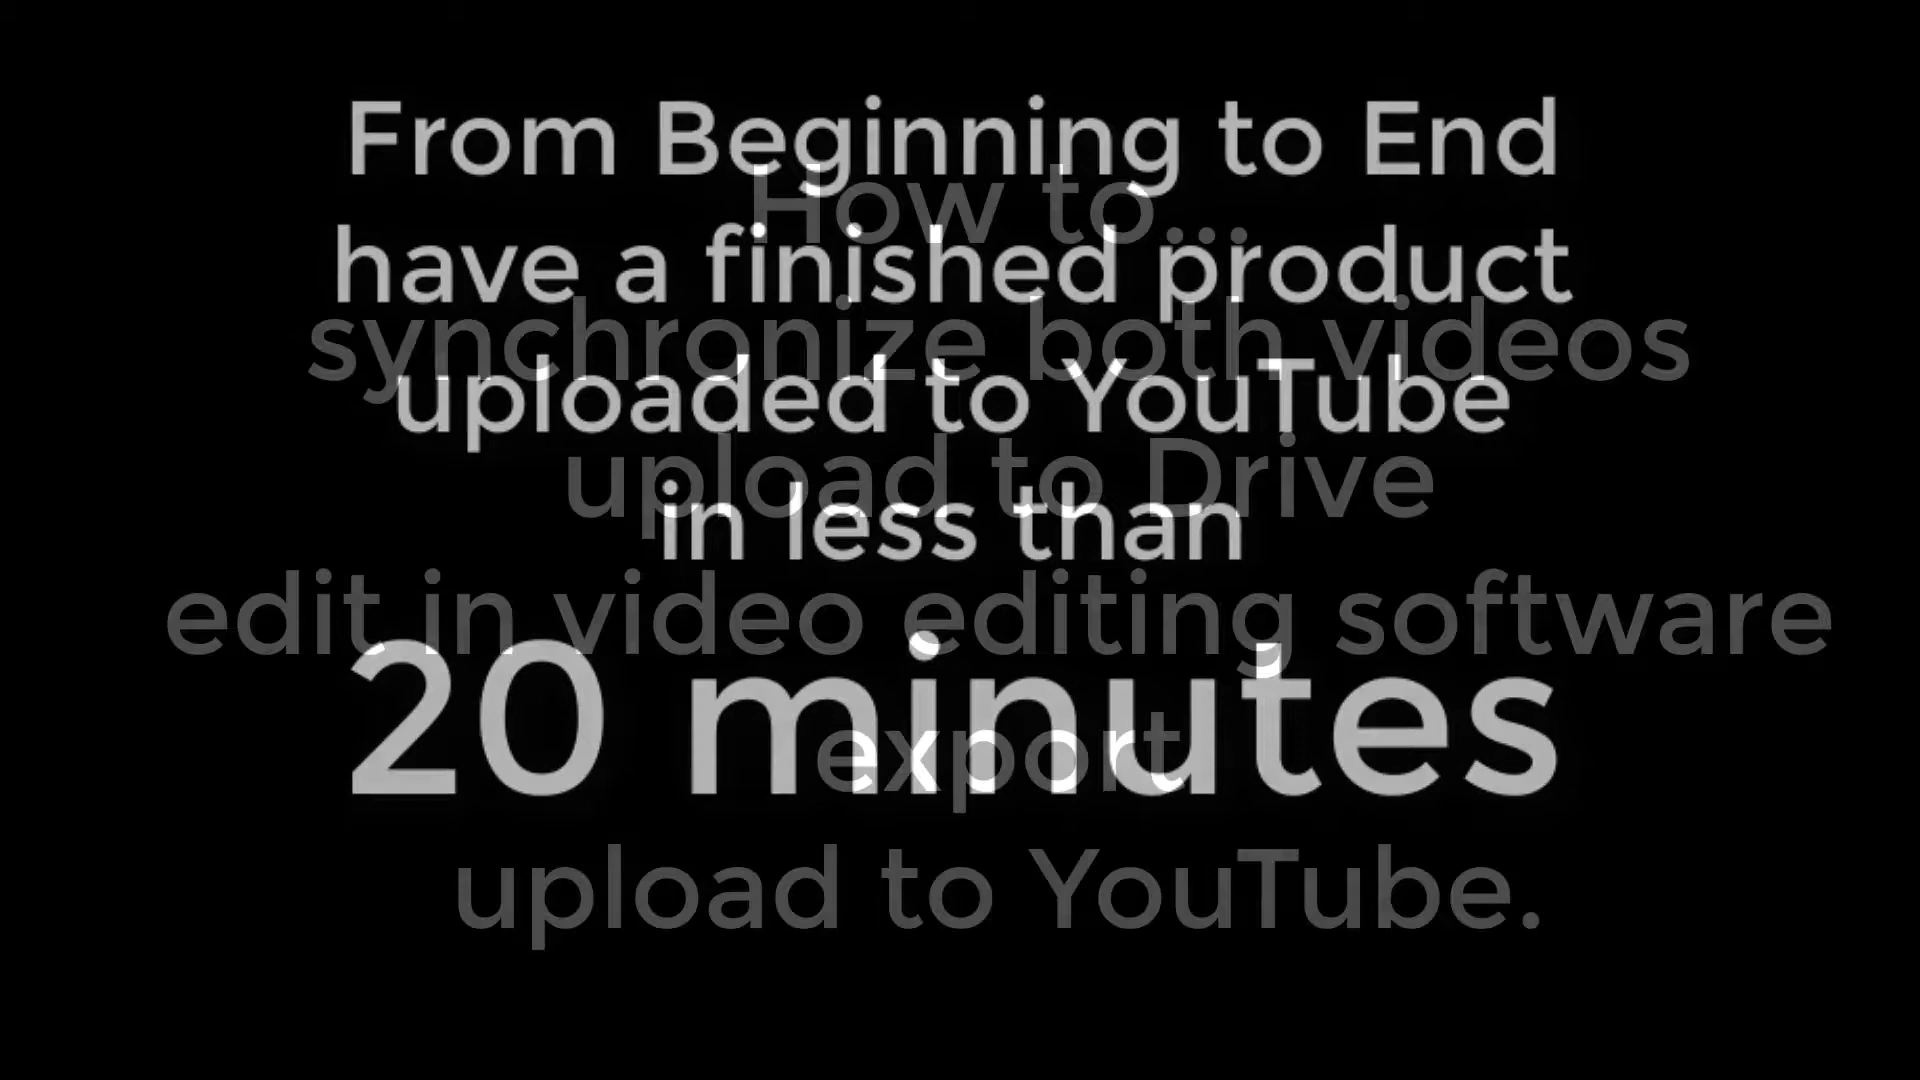 From Beginning to End
How to...
have a finished product
synchronize both videos
uploaded to YouTube
upload to Drive
in less than
edit in video editing software
20 minutes
export
upload to YouTube.